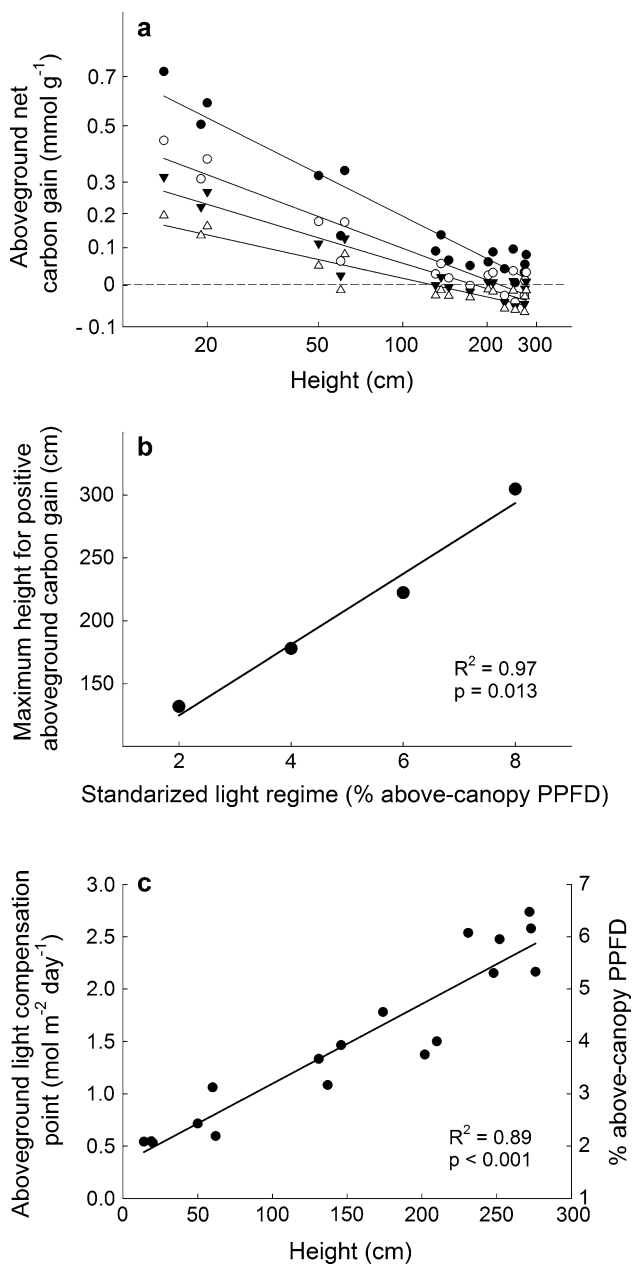 a
Aboveground net
carbon gain (mmol g⁻¹)
0.7
0.5
0.3
0.2
0.1
0
- 0.1
20 50 100 200 300
Height (cm)
b
Maximum height for positive
aboveground carbon gain (cm)
300
250
200
150
R² = 0.97
p = 0.013
2 4 6 8
Standarized light regime (% above-canopy PPFD)
c
Aboveground light compensation
point (mol m⁻² day⁻¹)
3.0
2.5
2.0
1.5
1.0
0.5
0.0
7
6
5
4
3
2
1
% above-canopy PPFD
R² = 0.89
p < 0.001
0 50 100 150 200 250 300
Height (cm)